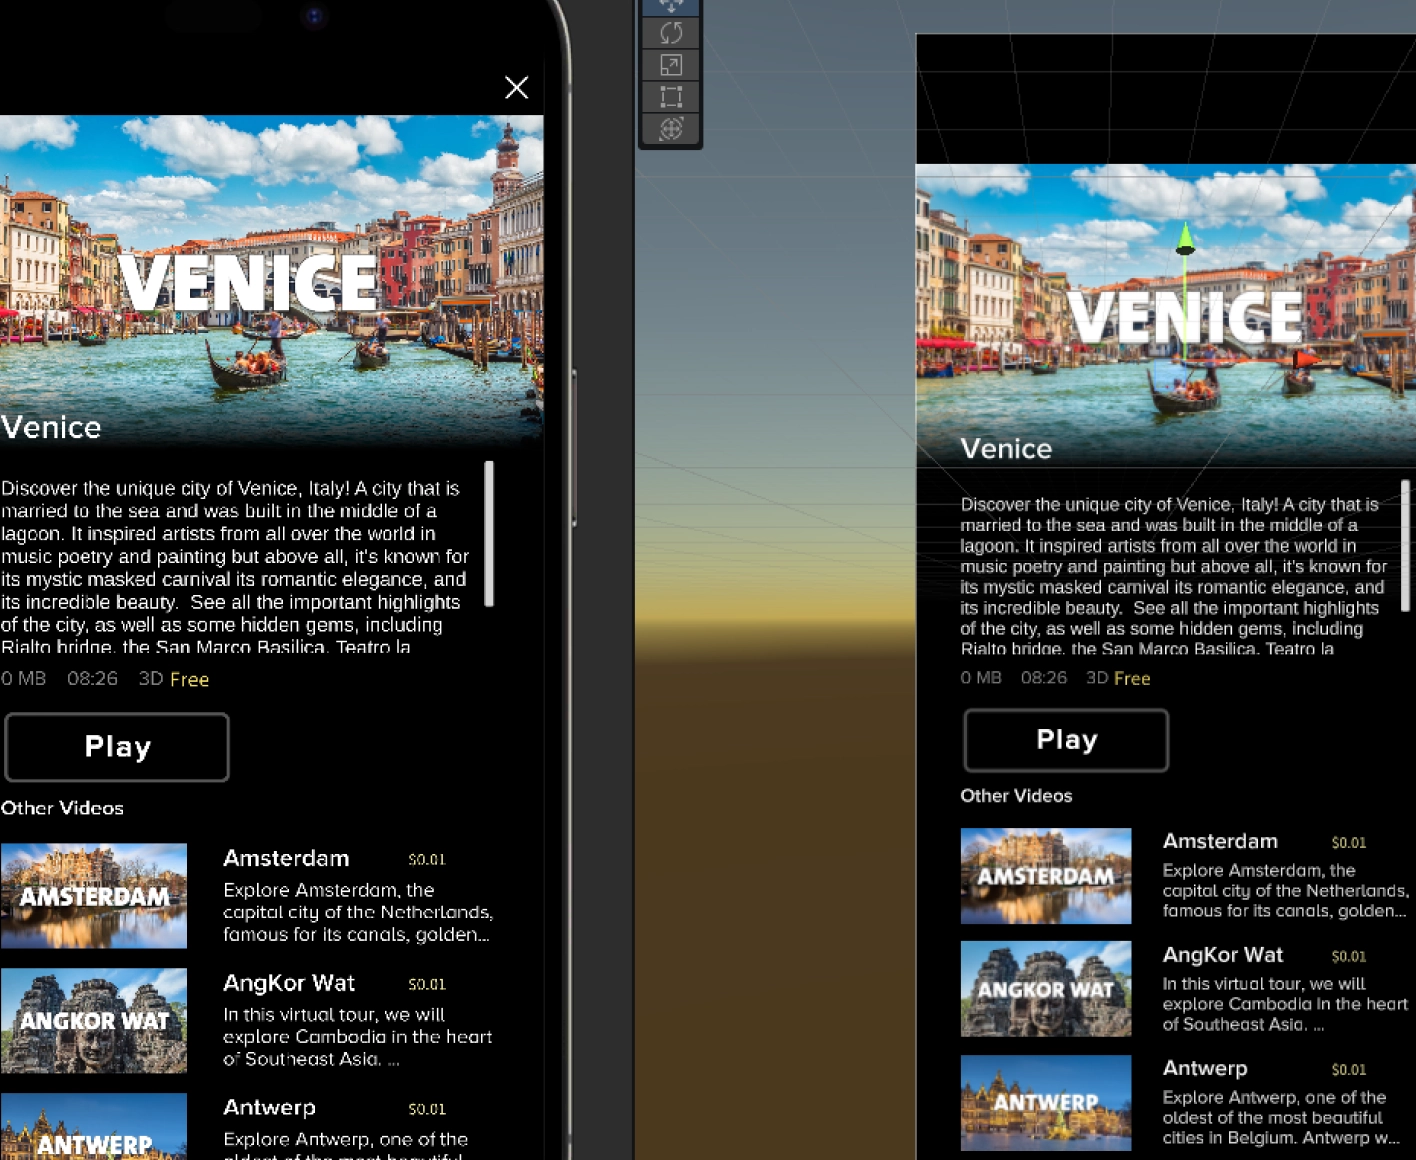 VENICE
Venice
Discover the unique city of Venice, Italy! A city that is
married to the sea and was built in the middle of a
lagoon. It inspired artists from all over the world in
music poetry and painting but above all, it's known for
its mystic masked carnival its romantic elegance, and
its incredible beauty.  See all the important highlights
of the city, as well as some hidden gems, including
Rialto bridge, the San Marco Basilica, Teatro la
0 MB 08:26 3D Free
Play
Other Videos
AMSTERDAM
Amsterdam $0.01
Explore Amsterdam, the
capital city of the Netherlands,
famous for its canals, golden...
ANGKOR WAT
AngKor Wat $0.01
In this virtual tour, we will
explore Cambodia in the heart
of Southeast Asia. ...
ANTWERP
Antwerp $0.01
Explore Antwerp, one of the
oldest of the most beautiful
VENICE
Venice
Discover the unique city of Venice, Italy! A city that is
married to the sea and was built in the middle of a
lagoon. It inspired artists from all over the world in
music poetry and painting but above all, it's known for
its mystic masked carnival its romantic elegance, and
its incredible beauty.  See all the important highlights
of the city, as well as some hidden gems, including
Rialto bridge, the San Marco Basilica, Teatro la
0 MB 08:26 3D Free
Play
Other Videos
AMSTERDAM
Amsterdam $0.01
Explore Amsterdam, the
capital city of the Netherlands,
famous for its canals, golden...
ANGKOR WAT
AngKor Wat $0.01
In this virtual tour, we will
explore Cambodia in the heart
of Southeast Asia. ...
ANTWERP
Antwerp $0.01
Explore Antwerp, one of the
oldest of the most beautiful
cities in Belgium. Antwerp w...